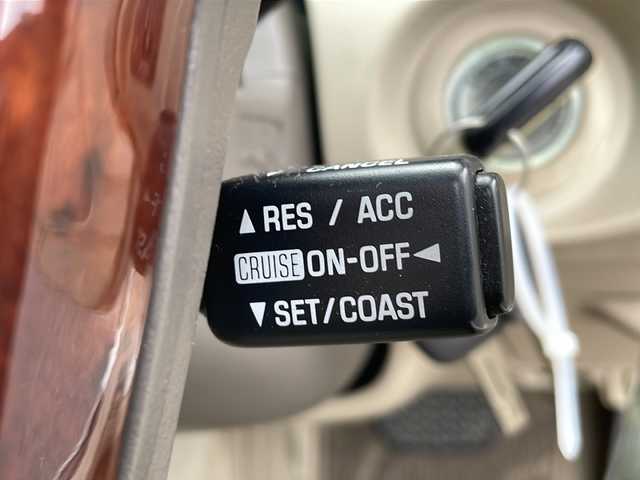 CANCEL
▲ RES / ACC
CRUISE ON-OFF ◀
▼ SET/COAST